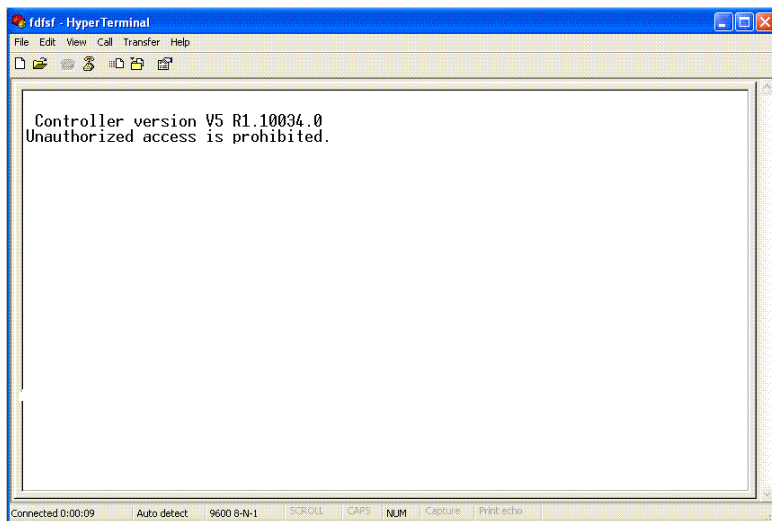 fdfsf - HyperTerminal
File Edit View Call Transfer Help
Controller version V5 R1.10034.0
Unauthorized access is prohibited.
Connected 0:00:09 Auto detect 9600 8-N-1 SCROLL CAPS NUM Capture Print echo